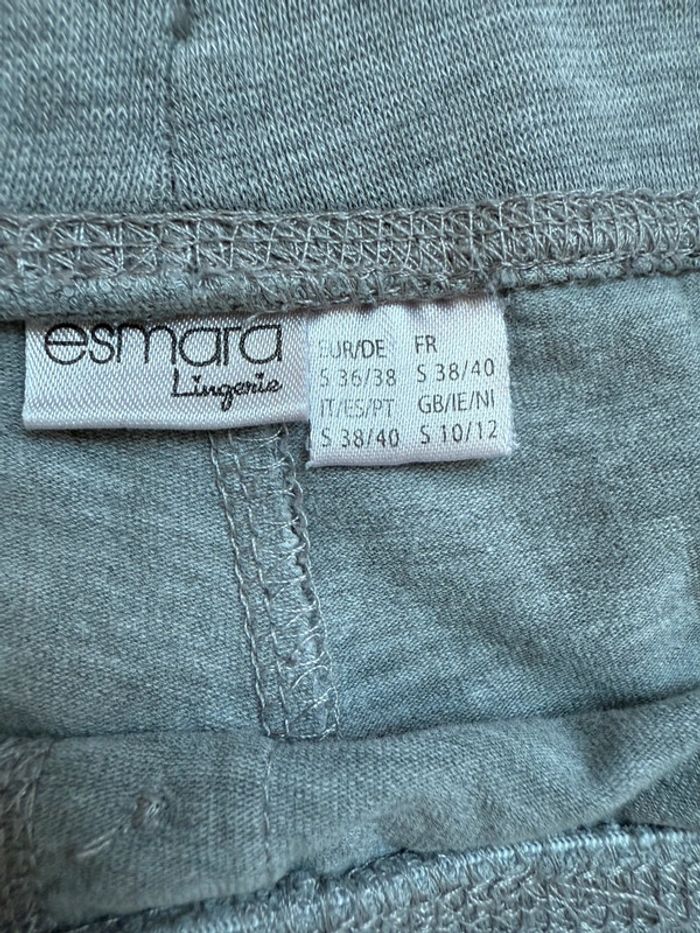 esmara
Lingerie
EUR/DE FR
S 36/38 S 38/40
IT/ES/PT GB/IE/NI
S 38/40 S 10/12